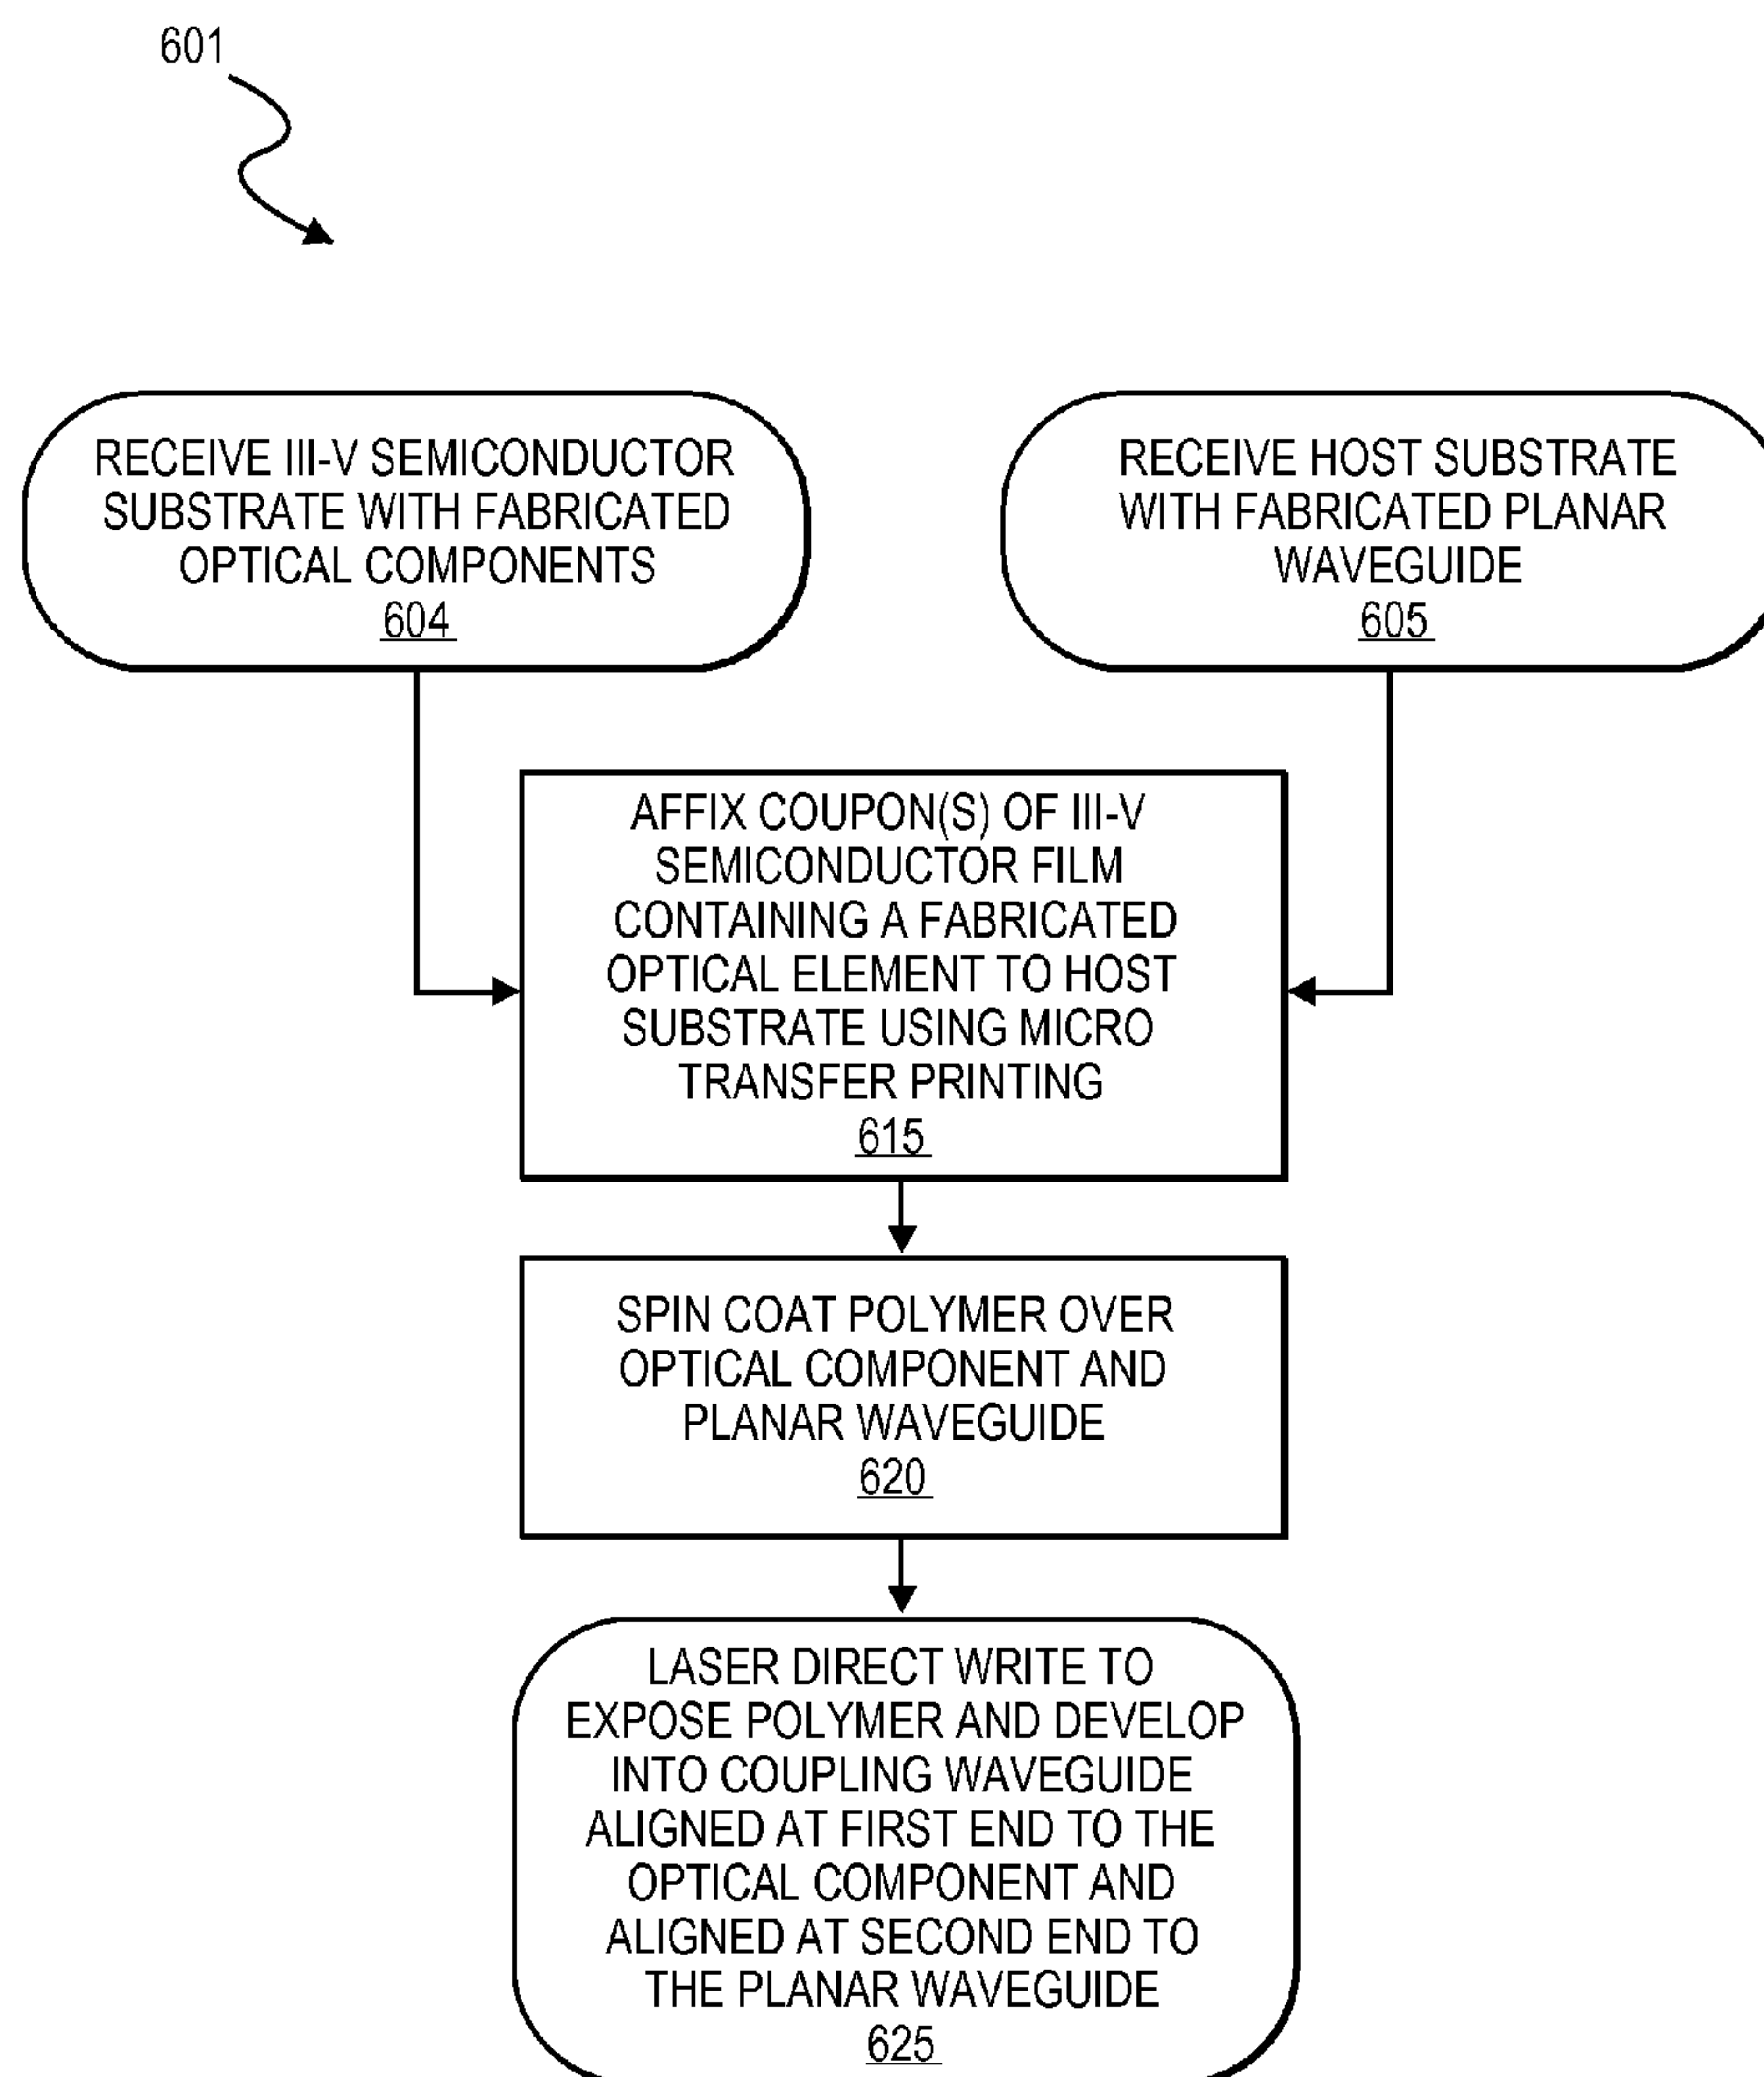 601
RECEIVE III-V SEMICONDUCTOR
SUBSTRATE WITH FABRICATED
OPTICAL COMPONENTS
604
RECEIVE HOST SUBSTRATE
WITH FABRICATED PLANAR
WAVEGUIDE
605
AFFIX COUPON(S) OF III-V
SEMICONDUCTOR FILM
CONTAINING A FABRICATED
OPTICAL ELEMENT TO HOST
SUBSTRATE USING MICRO
TRANSFER PRINTING
615
SPIN COAT POLYMER OVER
OPTICAL COMPONENT AND
PLANAR WAVEGUIDE
620
LASER DIRECT WRITE TO
EXPOSE POLYMER AND DEVELOP
INTO COUPLING WAVEGUIDE
ALIGNED AT FIRST END TO THE
OPTICAL COMPONENT AND
ALIGNED AT SECOND END TO
THE PLANAR WAVEGUIDE
625